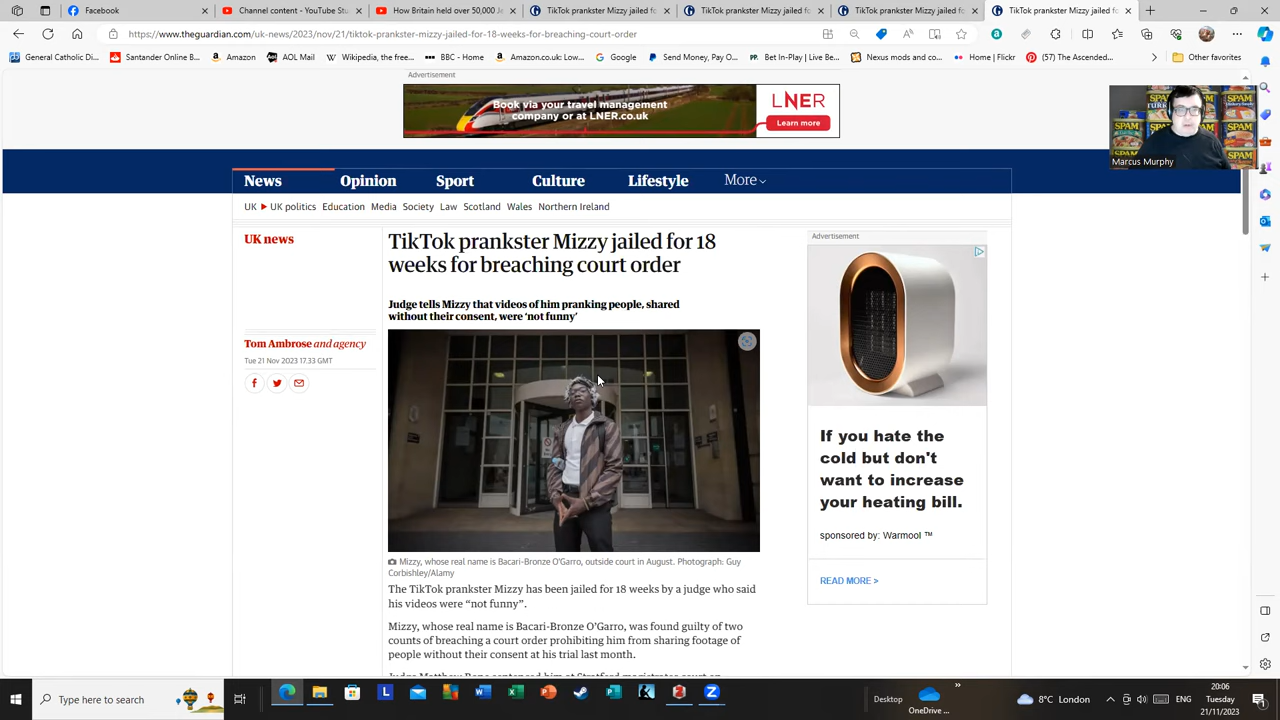 Facebook
Channel content - YouTube St
How Britain held over 50,000 Je
TikTok prankster Mizzy jailed fo
TikTok prankster Mizzy jailed fo
TikTok prankster Mizzy jailed fo
TikTok prankster Mizzy jailed fo
https://www.theguardian.com/uk-news/2023/nov/21/tiktok-prankster-mizzy-jailed-for-18-weeks-for-breaching-court-order
General Catholic Di...
Santander Online B...
Amazon
AOL Mail
Wikipedia, the free...
BBC - Home
Amazon.co.uk: Low...
Google
Send Money, Pay O...
Bet In-Play | Live Be...
Nexus mods and co...
Home | Flickr
(57) The Ascended...
Other favorites
Advertisement
Book via your travel management
company or at LNER.co.uk
LNER
Learn more
SPAM
SPAM
Marcus Murphy
News
Opinion
Sport
Culture
Lifestyle
More
UK
UK politics
Education
Media
Society
Law
Scotland
Wales
Northern Ireland
UK news
TikTok prankster Mizzy jailed for 18
weeks for breaching court order
Advertisement
Judge tells Mizzy that videos of him pranking people, shared
without their consent, were ‘not funny’
Tom Ambrose and agency
Tue 21 Nov 2023 17.33 GMT
If you hate the
cold but don't
want to increase
your heating bill.
sponsored by: Warmool ™
READ MORE >
Mizzy, whose real name is Bacari-Bronze O’Garro, outside court in August. Photograph: Guy
Corbishley/Alamy
The TikTok prankster Mizzy has been jailed for 18 weeks by a judge who said
his videos were “not funny”.
Mizzy, whose real name is Bacari-Bronze O’Garro, was found guilty of two
counts of breaching a court order prohibiting him from sharing footage of
people without their consent at his trial last month.
Type here to search
Desktop
OneDrive ...
8°C London
ENG
20:06
Tuesday
21/11/2023